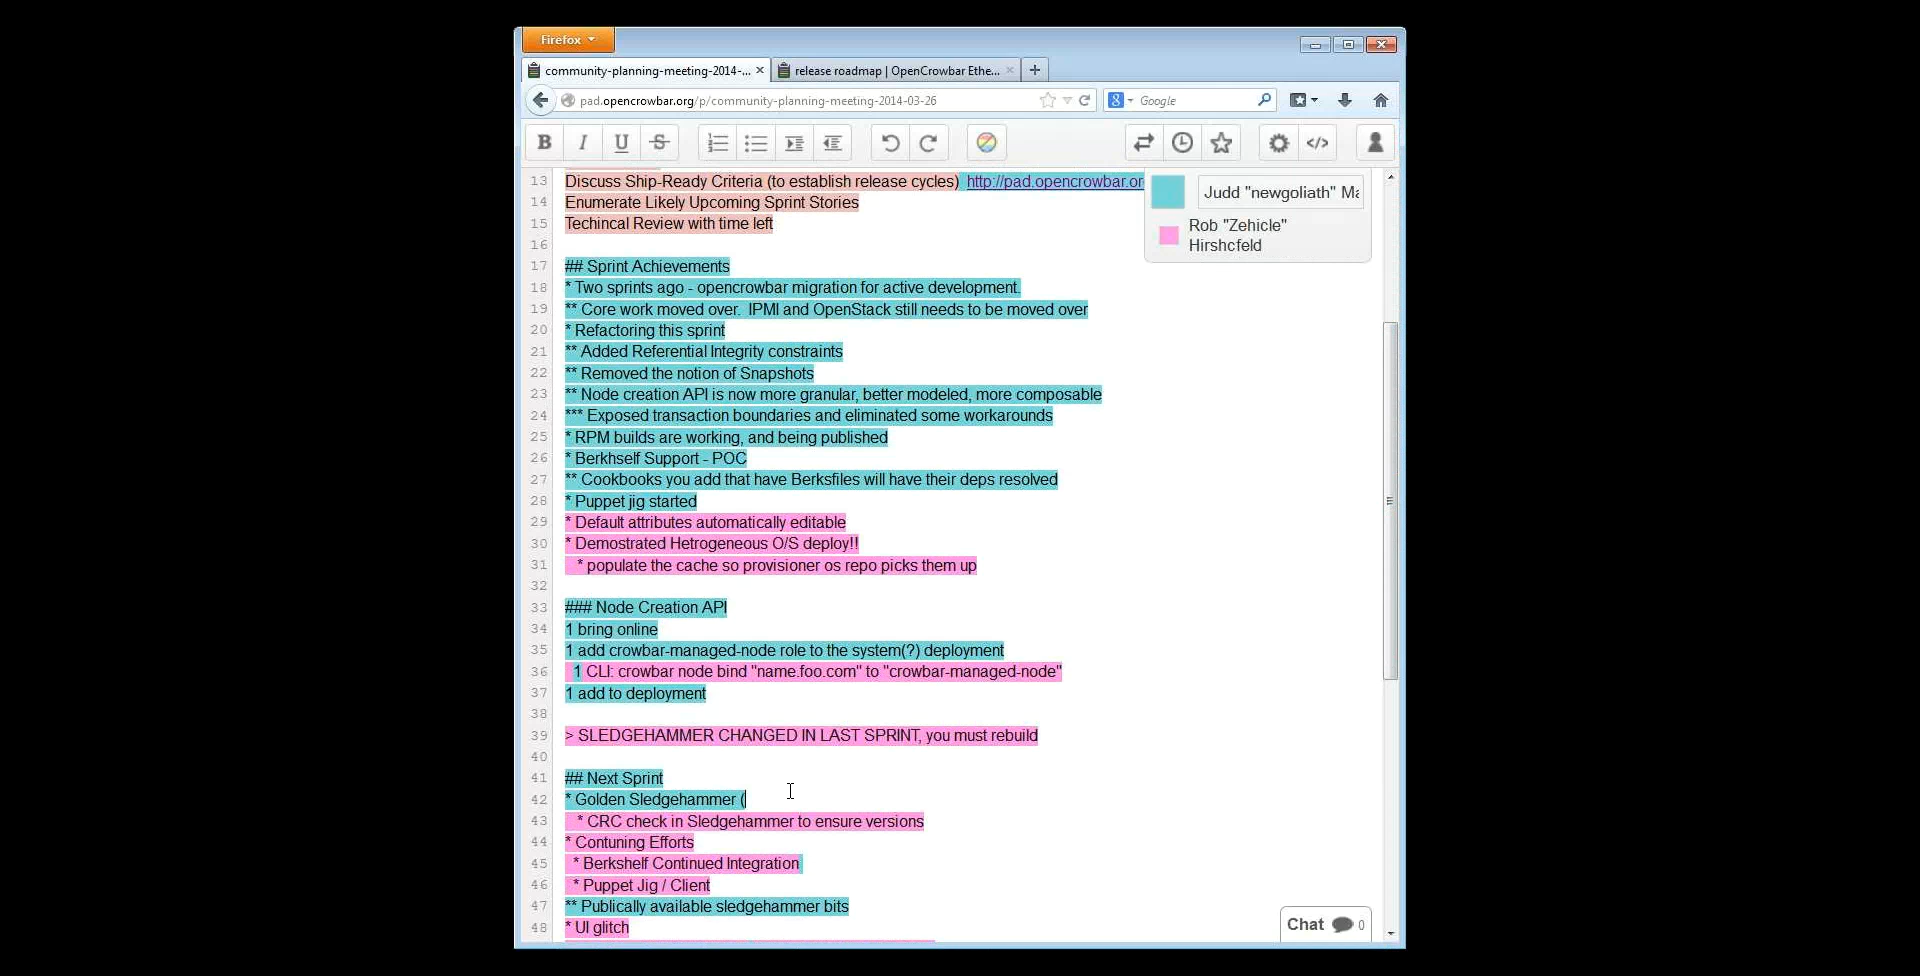 Firefox
community-planning-meeting-2014-...
release roadmap | OpenCrowbar Ethe...
pad.opencrowbar.org/p/community-planning-meeting-2014-03-26
8
Google
B I U S
</>
13 Discuss Ship-Ready Criteria (to establish release cycles) http://pad.opencrowbar.or
14 Enumerate Likely Upcoming Sprint Stories
15 Techincal Review with time left
16
17 ## Sprint Achievements
18 * Two sprints ago - opencrowbar migration for active development.
19 ** Core work moved over. IPMI and OpenStack still needs to be moved over
20 * Refactoring this sprint
21 ** Added Referential Integrity constraints
22 ** Removed the notion of Snapshots
23 ** Node creation API is now more granular, better modeled, more composable
24 *** Exposed transaction boundaries and eliminated some workarounds
25 * RPM builds are working, and being published
26 * Berkhself Support - POC
27 ** Cookbooks you add that have Berksfiles will have their deps resolved
28 * Puppet jig started
29 * Default attributes automatically editable
30 * Demostrated Hetrogeneous O/S deploy!!
31 * populate the cache so provisioner os repo picks them up
32
33 ### Node Creation API
34 1 bring online
35 1 add crowbar-managed-node role to the system(?) deployment
36 1 CLI: crowbar node bind "name.foo.com" to "crowbar-managed-node"
37 1 add to deployment
38
39 > SLEDGEHAMMER CHANGED IN LAST SPRINT, you must rebuild
40
41 ## Next Sprint
42 * Golden Sledgehammer (
43 * CRC check in Sledgehammer to ensure versions
44 * Contuning Efforts
45 * Berkshelf Continued Integration
46 * Puppet Jig / Client
47 ** Publically available sledgehammer bits
48 * UI glitch
Judd "newgoliath" Ma
Rob "Zehicle"
Hirshcfeld
Chat 0